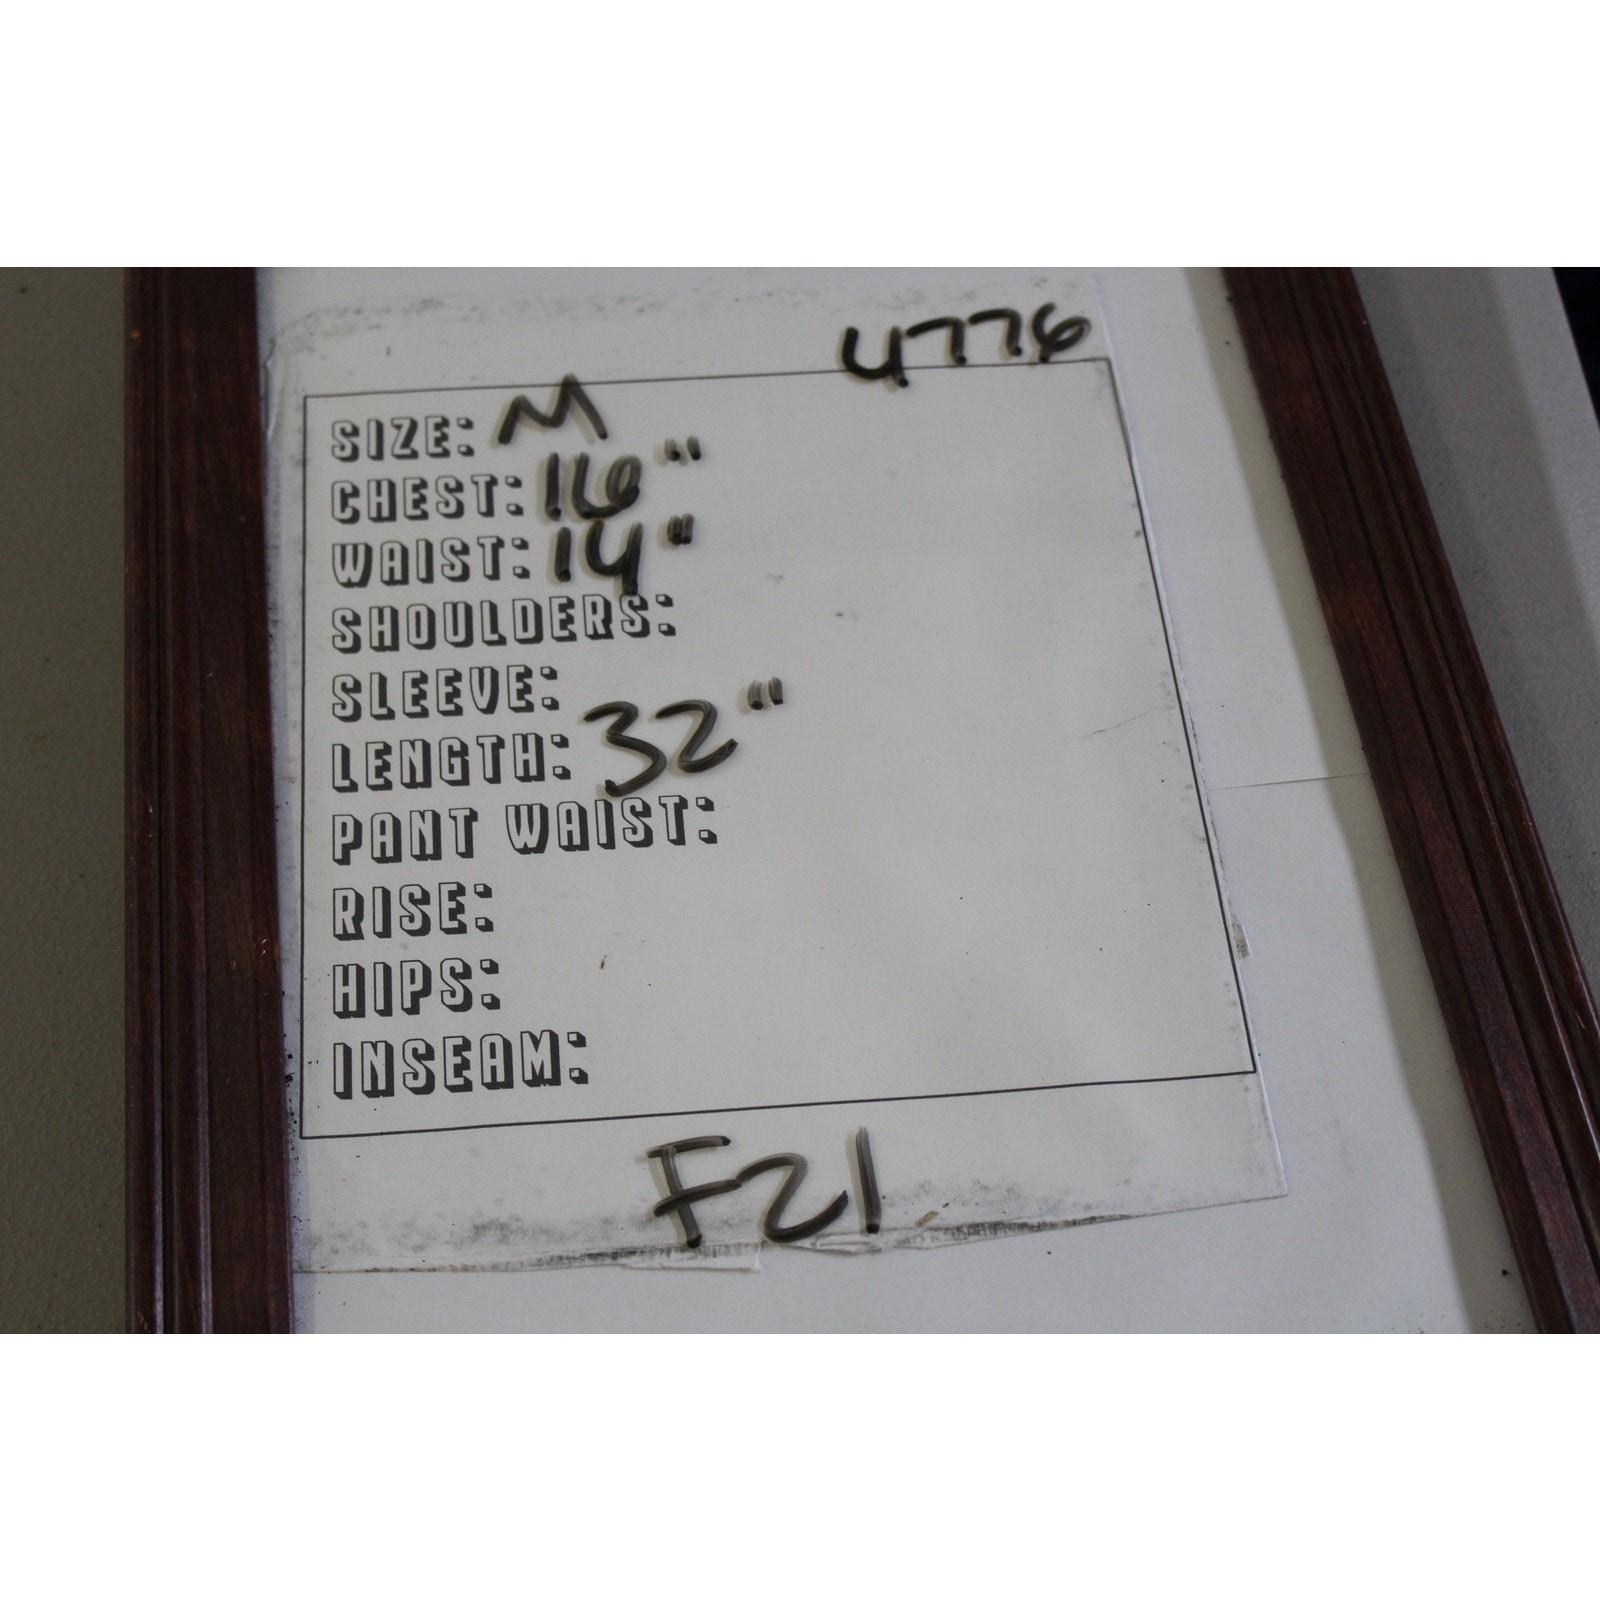 4776
SIZE: M
CHEST: 16"
WAIST: 14"
SHOULDERS:
SLEEVE:
LENGTH: 32"
PANT WAIST:
RISE:
HIPS:
INSEAM:
F21